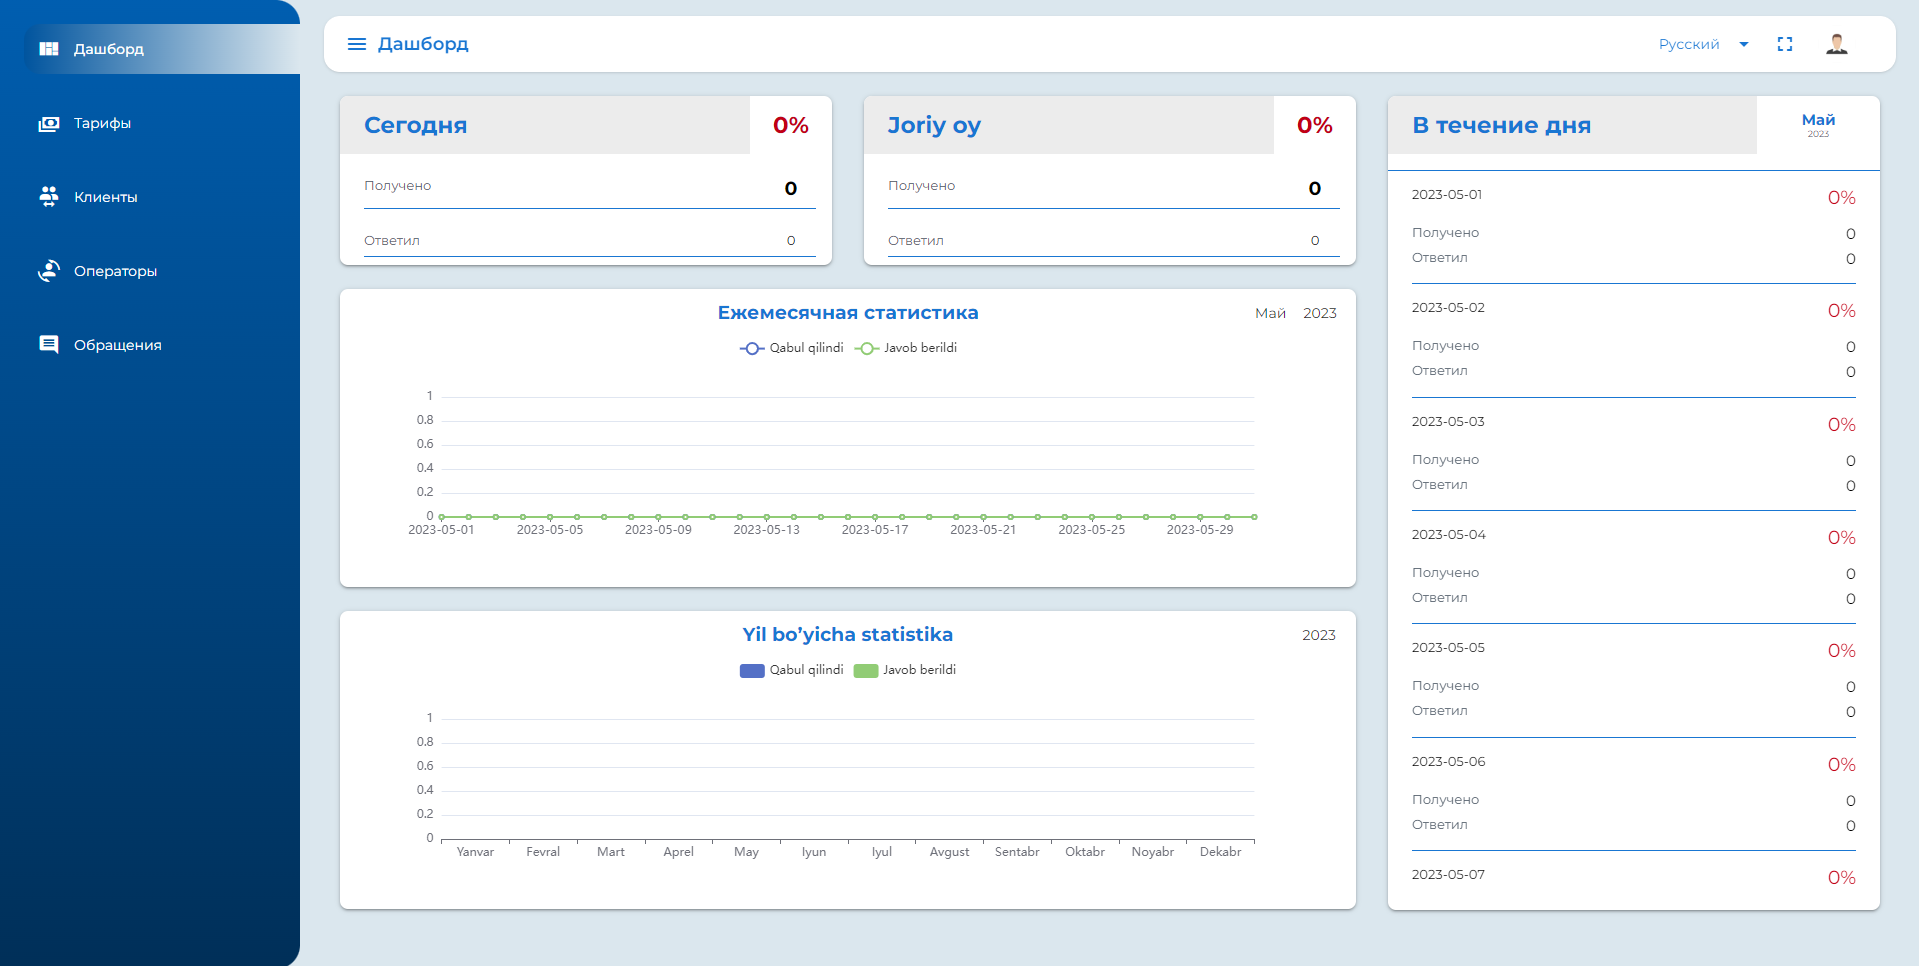 Дашборд
Тарифы
Клиенты
Операторы
Обращения
Дашборд
Русский
Сегодня
0%
Получено
0
Ответил
0
Joriy oy
0%
Получено
0
Ответил
0
Ежемесячная статистика
Май 2023
Qabul qilindi Javob berildi
1
0.8
0.6
0.4
0.2
0
2023-05-01 2023-05-05 2023-05-09 2023-05-13 2023-05-17 2023-05-21 2023-05-25 2023-05-29
Yil bo’yicha statistika
2023
Qabul qilindi Javob berildi
1
0.8
0.6
0.4
0.2
0
Yanvar Fevral Mart Aprel May Iyun Iyul Avgust Sentabr Oktabr Noyabr Dekabr
В течение дня
Май
2023
2023-05-01 0%
Получено 0
Ответил 0
2023-05-02 0%
Получено 0
Ответил 0
2023-05-03 0%
Получено 0
Ответил 0
2023-05-04 0%
Получено 0
Ответил 0
2023-05-05 0%
Получено 0
Ответил 0
2023-05-06 0%
Получено 0
Ответил 0
2023-05-07 0%